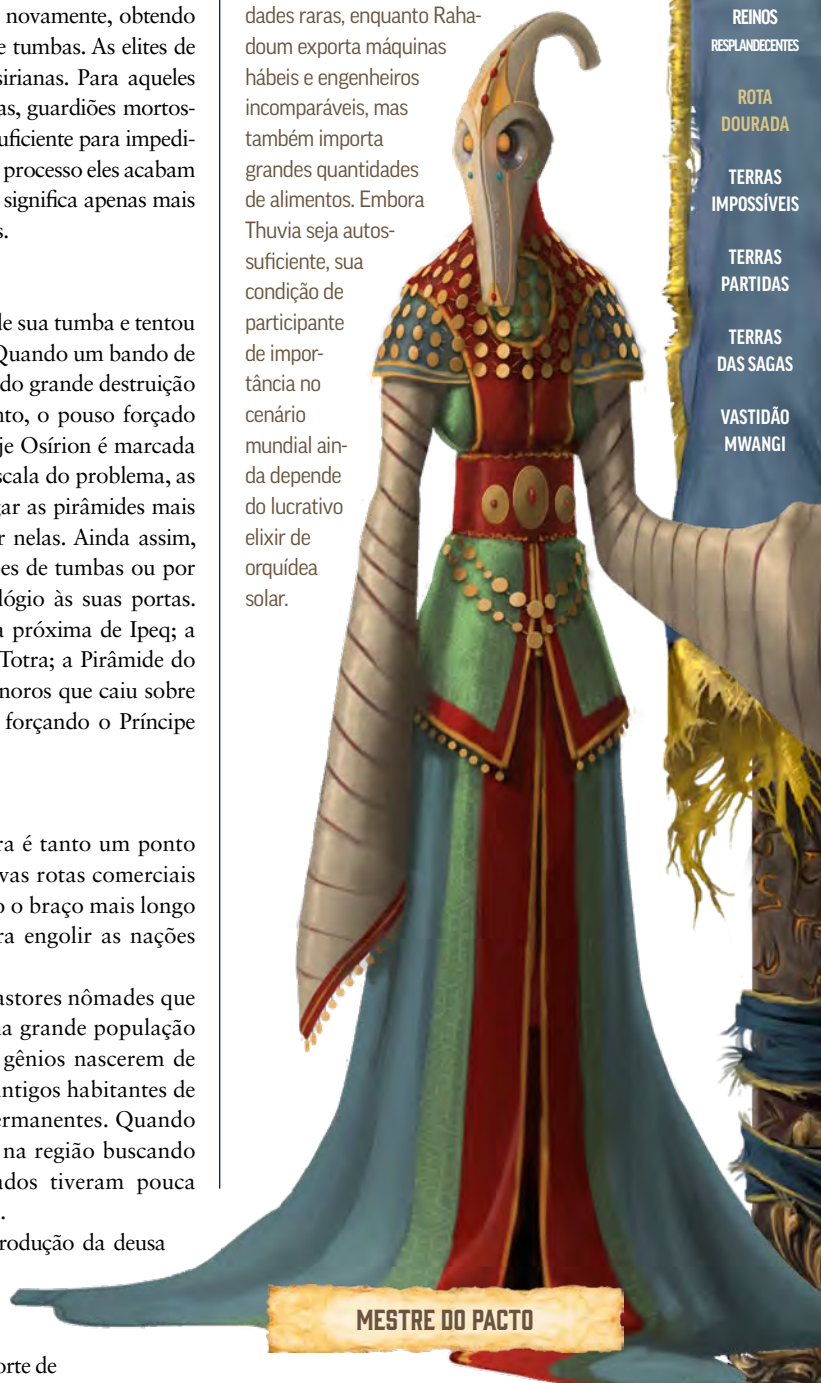 novamente, obtendo
e tumbas. As elites de
sirianas. Para aqueles
as, guardiões mortos-
uficiente para impedi-
processo eles acabam
significa apenas mais
s.
le sua tumba e tentou
Quando um bando de
do grande destruição
nto, o pouso forçado
je Osírion é marcada
scala do problema, as
gar as pirâmides mais
r nelas. Ainda assim,
es de tumbas ou por
lógio às suas portas.
a próxima de Ipeq; a
Totra; a Pirâmide do
noros que caiu sobre
forçando o Príncipe
ra é tanto um ponto
vas rotas comerciais
o o braço mais longo
ra engolir as nações
astores nômades que
na grande população
gênios nascerem de
ntigos habitantes de
ermanentes. Quando
na região buscando
ados tiveram pouca
.
rodução da deusa
orte de
dades raras, enquanto Raha-
doum exporta máquinas
hábeis e engenheiros
incomparáveis, mas
também importa
grandes quantidades
de alimentos. Embora
Thuvia seja autos-
suficiente, sua
condição de
participante
de impor-
tância no
cenário
mundial ain-
da depende
do lucrativo
elixir de
orquídea
solar.
MESTRE DO PACTO
REINOS
RESPLANDECENTES
ROTA
DOURADA
TERRAS
IMPOSSÍVEIS
TERRAS
PARTIDAS
TERRAS
DAS SAGAS
VASTIDÃO
MWANGI